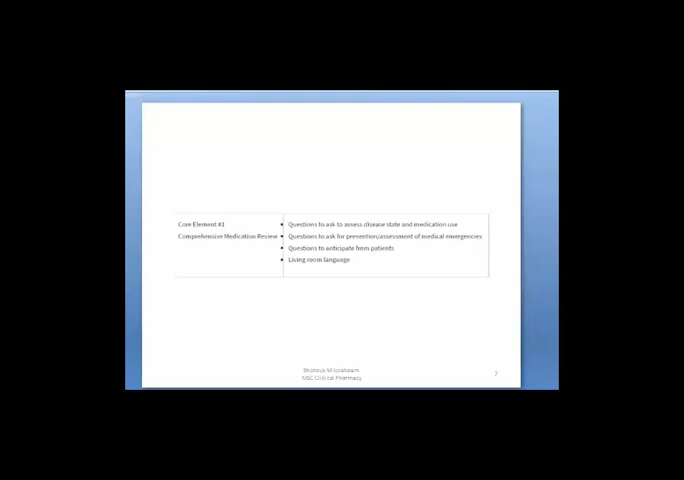 Core Element #1
Comprehensive Medication Review
• Questions to ask to assess disease state and medication use
• Questions to ask for prevention/assessment of medical emergencies
• Questions to anticipate from patients
• Living room language
MSC Clinical Pharmacy
7